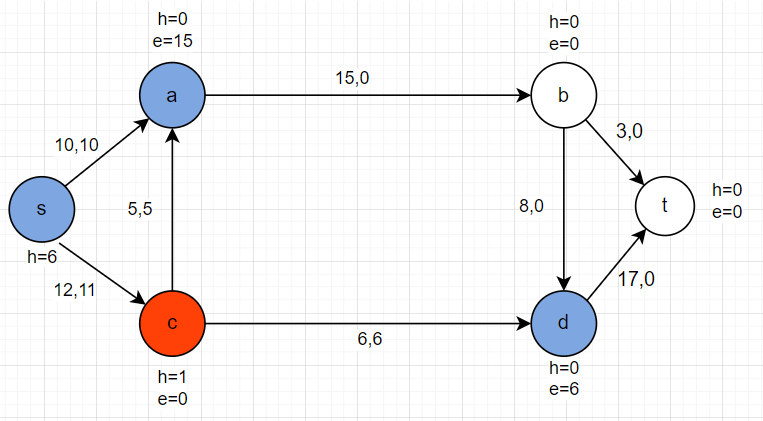 h=0
e=15
h=0
e=0
a
15,0
b
10,10
3,0
s
5,5
8,0
t
h=0
e=0
h=6
12,11
17,0
c
6,6
d
h=1
e=0
h=0
e=6